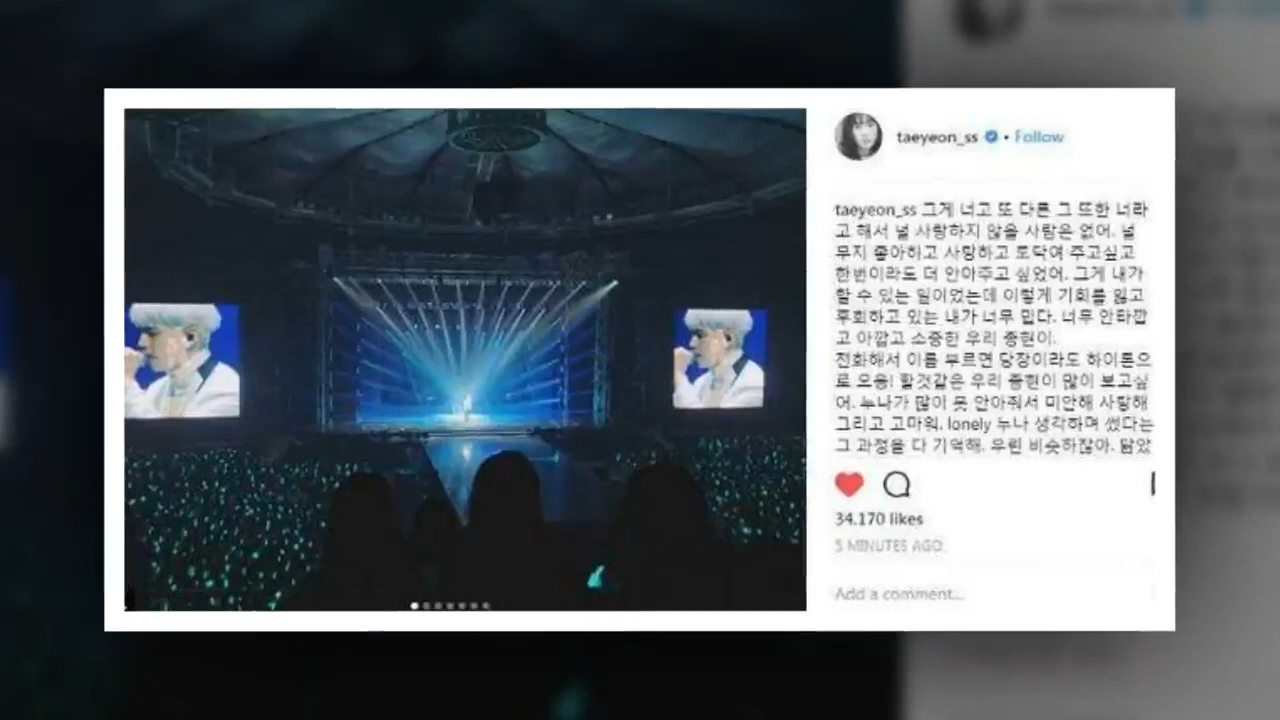 taeyeon_ss • Follow
taeyeon_ss 그게 너고 또 다른 그 또한 너라
고 해서 널 사랑하지 않을 사람은 없어. 널
무지 좋아하고 사랑하고 토닥여 주고싶고
한번이라도 더 안아주고 싶었어. 그게 내가
할 수 있는 일이었는데 이렇게 기회를 잃고
후회하고 있는 내가 너무 밉다. 너무 안타깝
고 아깝고 소중한 우리 종현이.
전화해서 이름 부르면 당장이라도 하이톤으
로 으응! 할것같은 우리 종현이 많이 보고싶
어. 누나가 많이 못 안아줘서 미안해 사랑해
그리고 고마워. lonely 누나 생각하며 썼다는
그 과정을 다 기억해. 우린 비슷하잖아. 닮았
34.170 likes
5 MINUTES AGO
Add a comment...